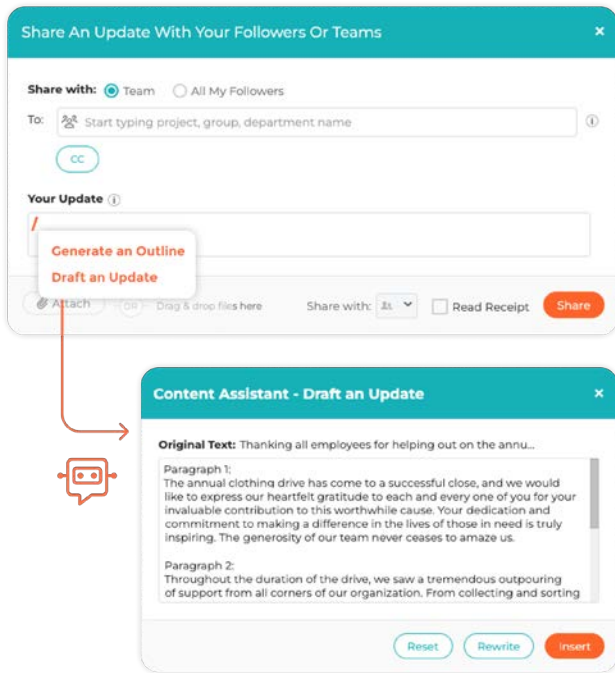 Share An Update With Your Followers Or Teams ×
Share with: Team All My Followers
To: Start typing project, group, department name
CC
Your Update
/
Generate an Outline
Draft an Update
Attach OR Drag & drop files here Share with: Read Receipt Share
Content Assistant - Draft an Update ×
Original Text: Thanking all employees for helping out on the annu...
Paragraph 1:
The annual clothing drive has come to a successful close, and we would
like to express our heartfelt gratitude to each and every one of you for your
invaluable contribution to this worthwhile cause. Your dedication and
commitment to making a difference in the lives of those in need is truly
inspiring. The generosity of our team never ceases to amaze us.
Paragraph 2:
Throughout the duration of the drive, we saw a tremendous outpouring
of support from all corners of our organization. From collecting and sorting
Reset Rewrite Insert